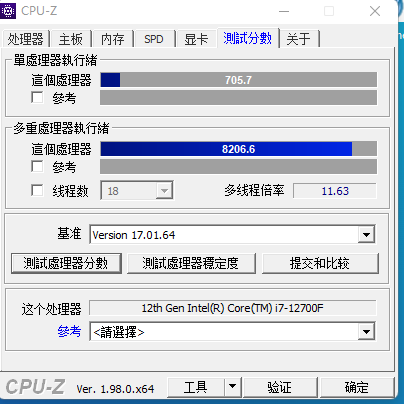 CPU-Z
处理器 主板 内存 SPD 显卡 測試分數 关于
單處理器执行緒
這個處理器 705.7
參考
多重處理器执行緒
這個處理器 8206.6
參考
线程数 18 多线程倍率 11.63
基准 Version 17.01.64
測試處理器分數 測試處理器穩定度 提交和比较
这个处理器 12th Gen Intel(R) Core(TM) i7-12700F
參考 <請選擇>
CPU-Z Ver. 1.98.0.x64 工具 验证 确定